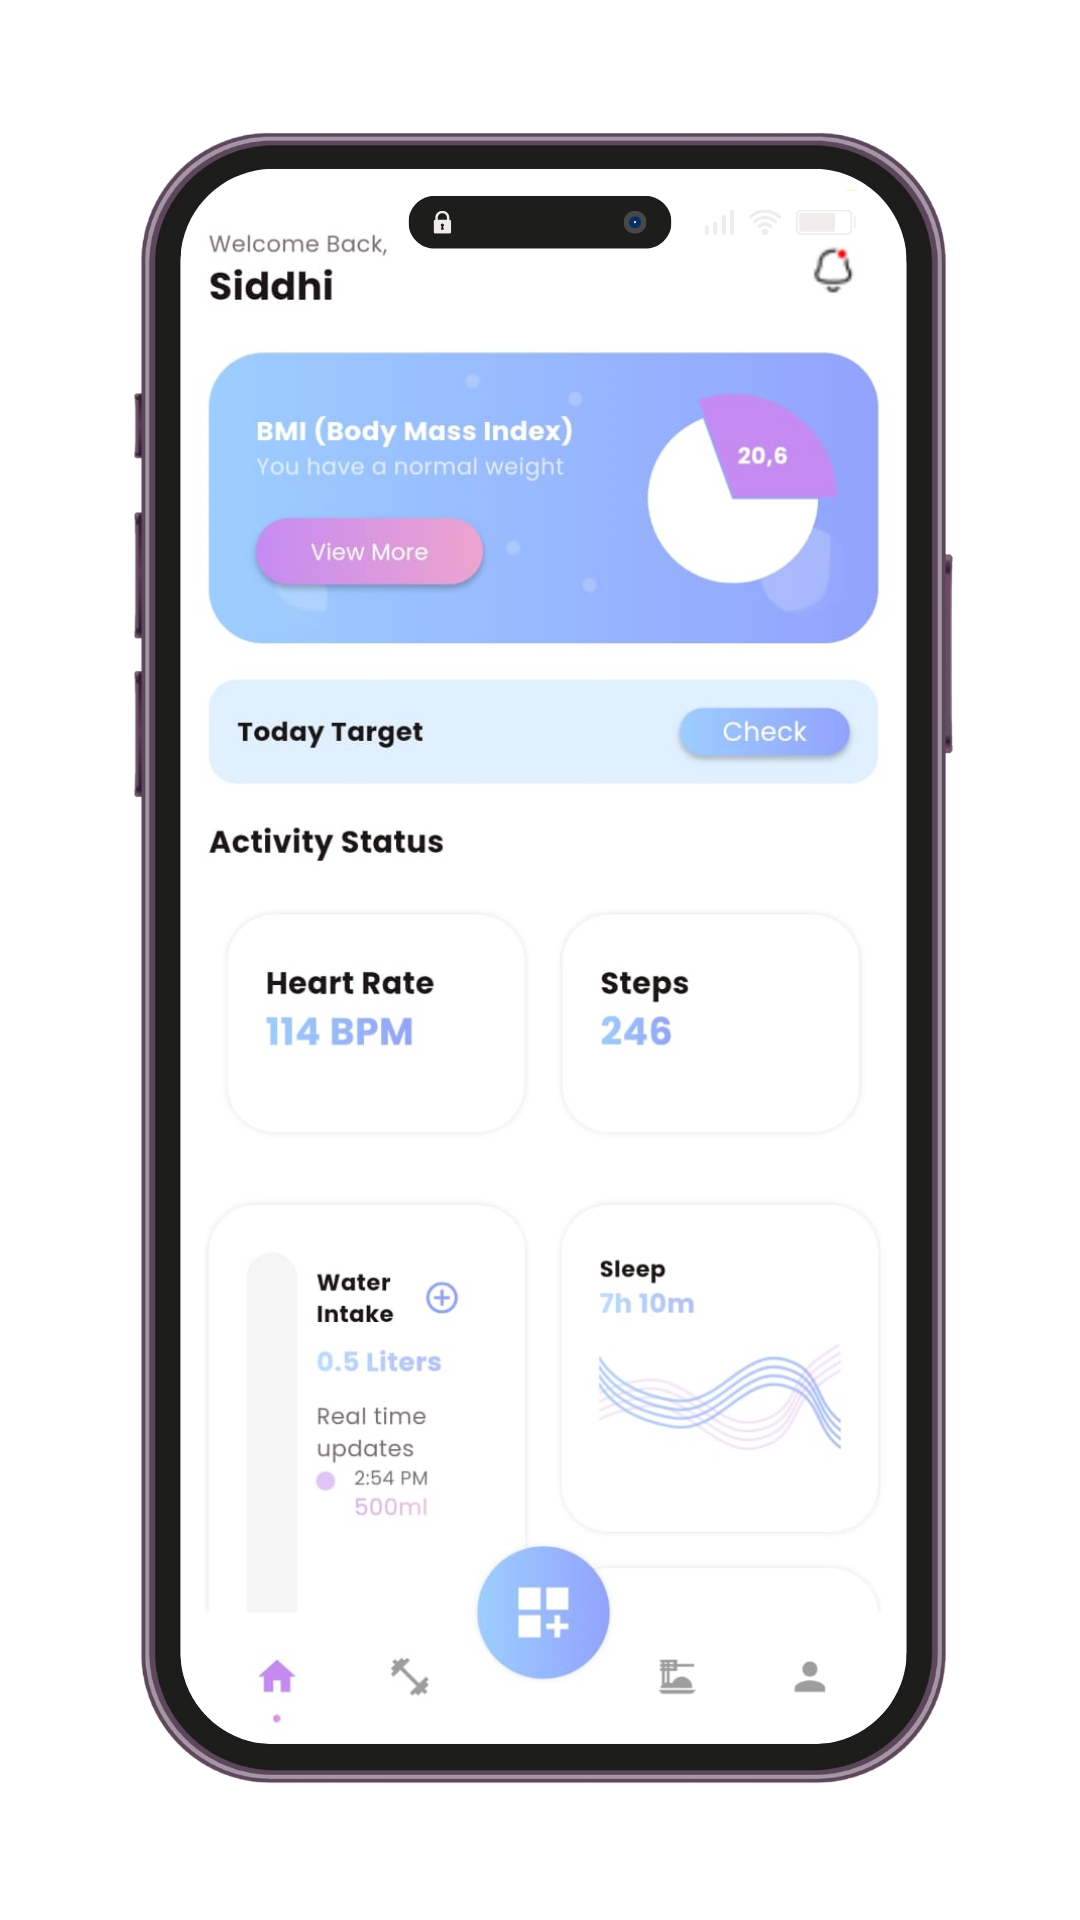 Welcome Back,
Siddhi
BMI (Body Mass Index)
You have a normal weight
20,6
View More
Today Target
Check
Activity Status
Heart Rate
114 BPM
Steps
246
Water
Intake
0.5 Liters
Real time
updates
2:54 PM
500ml
Sleep
7h 10m